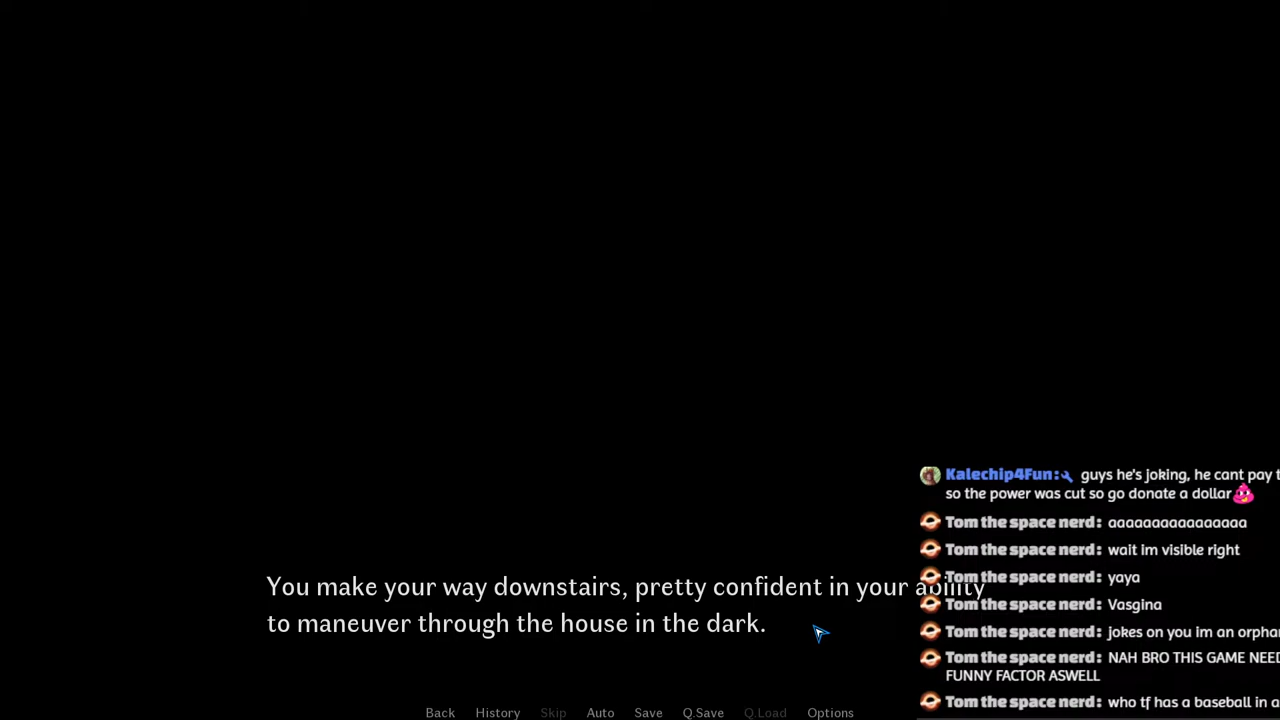 Kalechip4Fun: guys he's joking, he cant pay t
so the power was cut so go donate a dollar
Tom the space nerd: aaaaaaaaaaaaaaaa
Tom the space nerd: wait im visible right
Tom the space nerd: yaya
Tom the space nerd: Vasgina
Tom the space nerd: jokes on you im an orphan
Tom the space nerd: NAH BRO THIS GAME NEED
FUNNY FACTOR ASWELL
Tom the space nerd: who tf has a baseball in a
You make your way downstairs, pretty confident in your ability
to maneuver through the house in the dark.
Back History Skip Auto Save Q.Save Q.Load Options